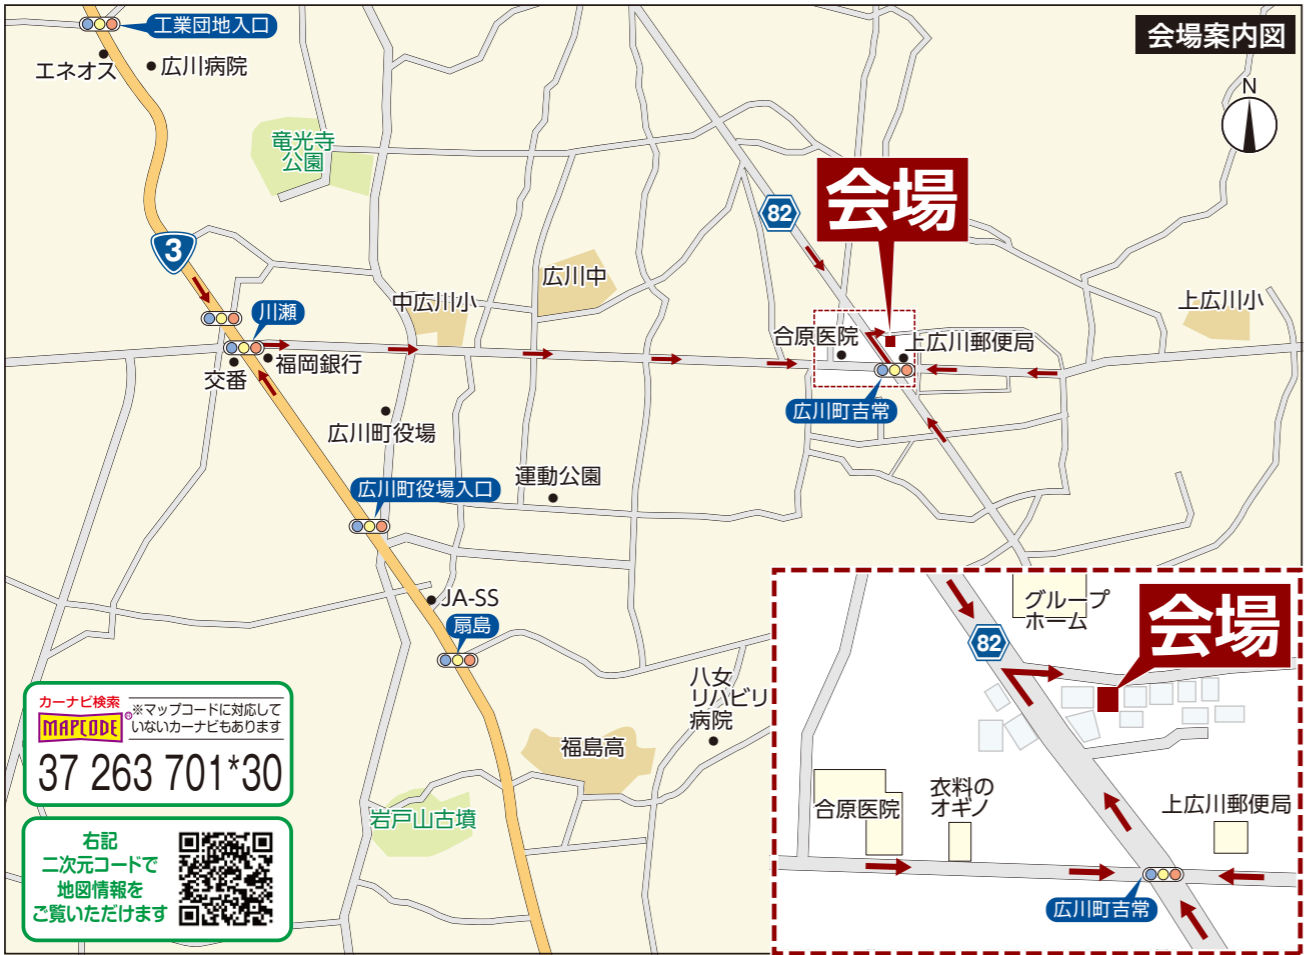 会場案内図
N
工業団地入口
エネオス
広川病院
竜光寺
公園
3
82
会場
川瀬
中広川小
広川中
上広川小
合原医院
上広川郵便局
交番
福岡銀行
広川町吉常
広川町役場
広川町役場入口
運動公園
JA-SS
扇島
八女
リハビリ
病院
福島高
岩戸山古墳
カーナビ検索
MAPCODE®
※マップコードに対応して
いないカーナビもあります
37 263 701*30
右記
二次元コードで
地図情報を
ご覧いただけます
グループ
ホーム
82
会場
合原医院
衣料の
オギノ
上広川郵便局
広川町吉常